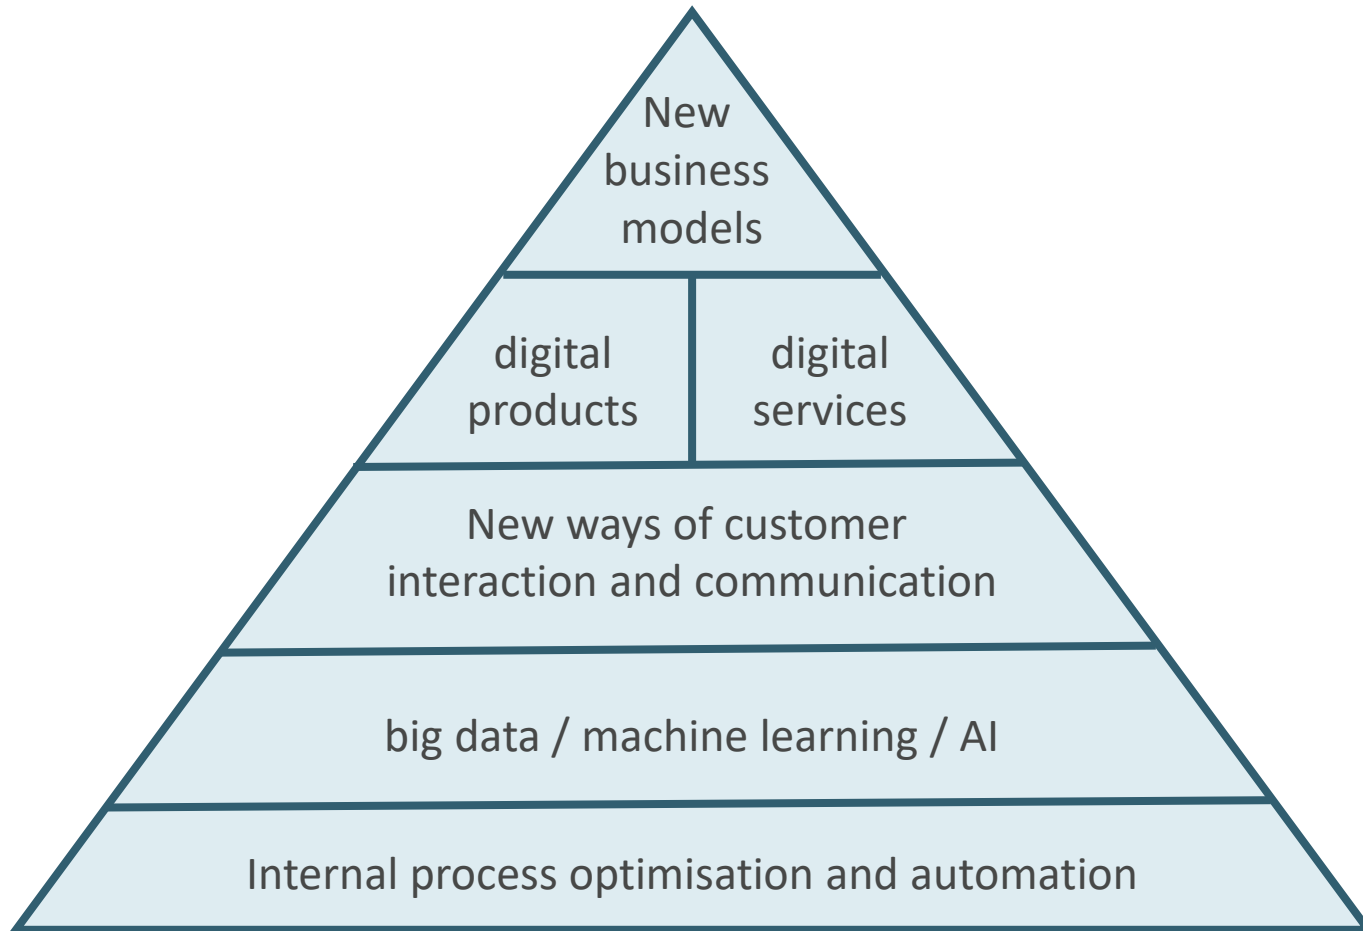 New
business
models
digital
products
digital
services
New ways of customer
interaction and communication
big data / machine learning / AI
Internal process optimisation and automation